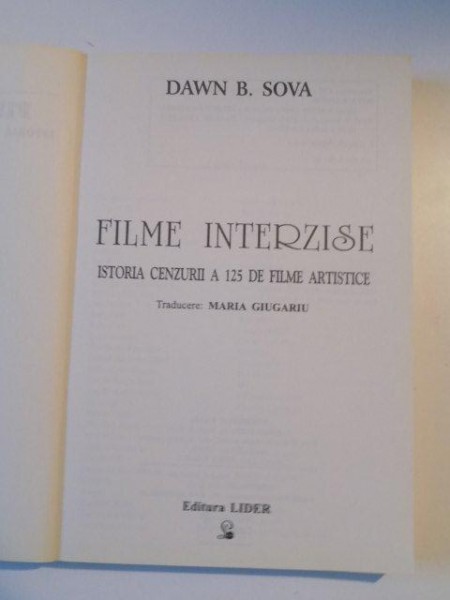 DAWN B. SOVA
FILME INTERZISE
ISTORIA CENZURII A 125 DE FILME ARTISTICE
Traducere: MARIA GIUGARIU
Editura LIDER